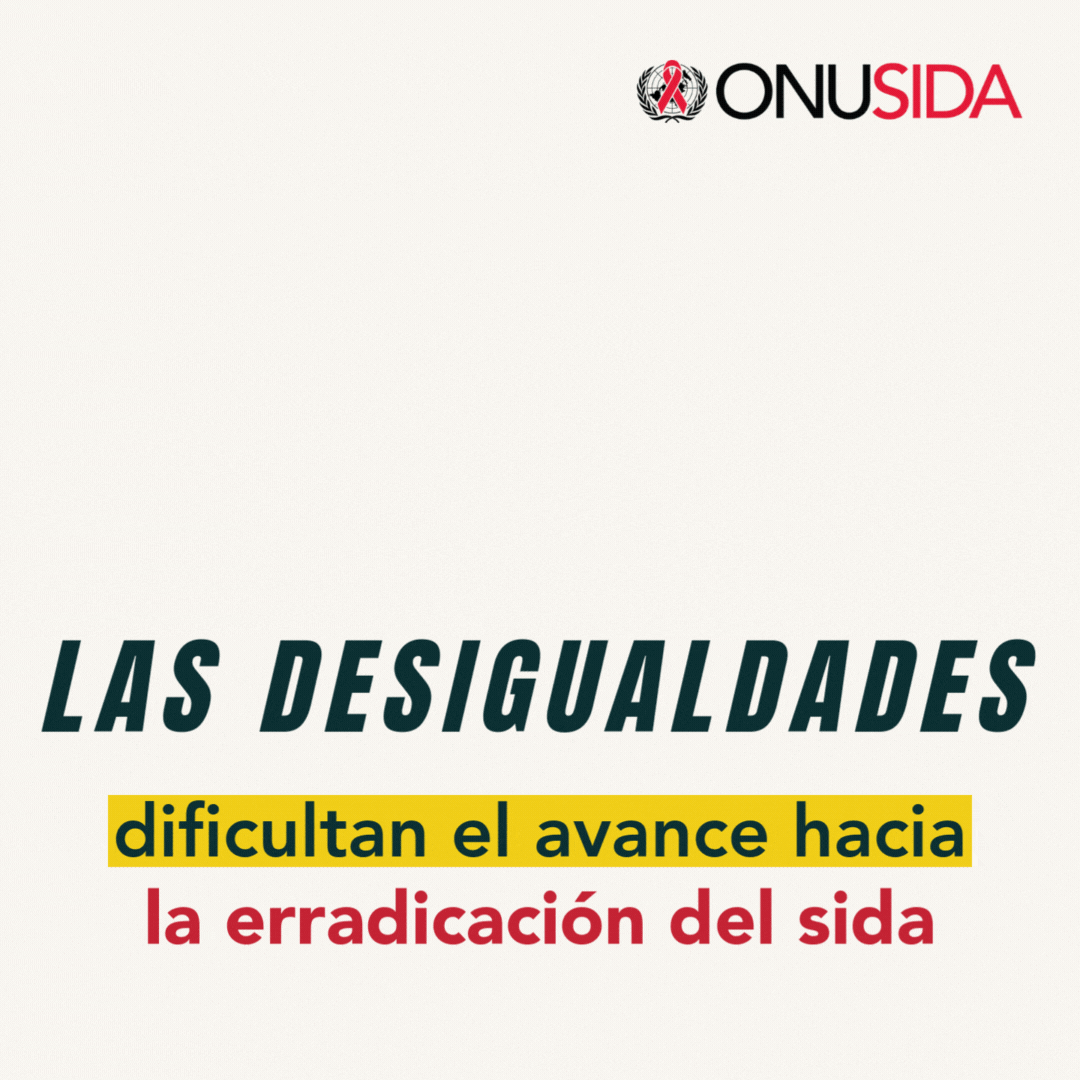 ONUSIDA
LAS DESIGUALDADES
dificultan el avance hacia
la erradicación del sida